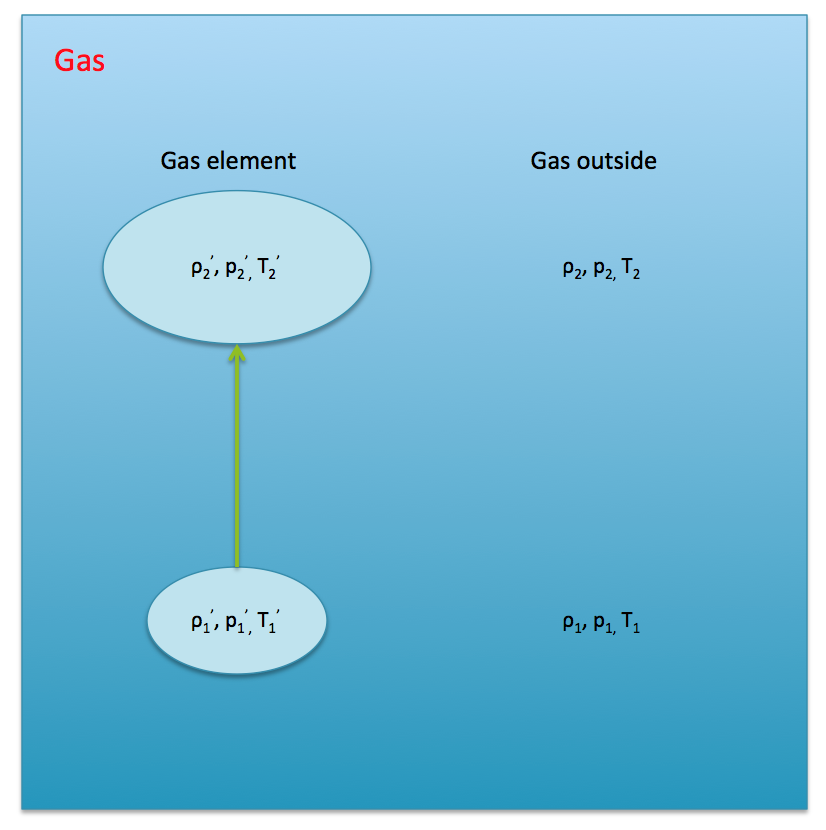 Gas
Gas element
Gas outside
ρ₂′, p₂′, T₂′
ρ₂, p₂, T₂
ρ₁′, p₁′, T₁′
ρ₁, p₁, T₁